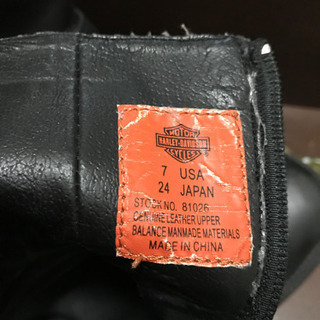 MOTOR
HARLEY-DAVIDSON
CYCLES
7 USA
24 JAPAN
STOCK NO. 81026
GENUINE LEATHER UPPER
BALANCE MANMADE MATERIALS
MADE IN CHINA